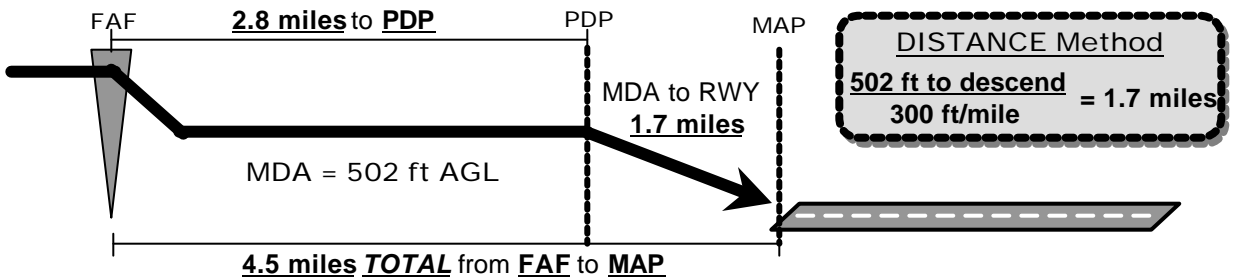 FAF
2.8 miles to PDP
PDP
MAP
DISTANCE Method
502 ft to descend
300 ft/mile
= 1.7 miles
MDA to RWY
1.7 miles
MDA = 502 ft AGL
4.5 miles TOTAL from FAF to MAP